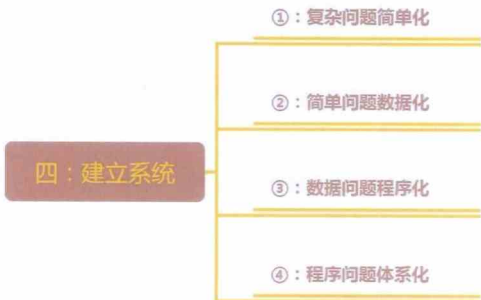 ①：复杂问题简单化
②：简单问题数据化
四：建立系统
③：数据问题程序化
④：程序问题体系化